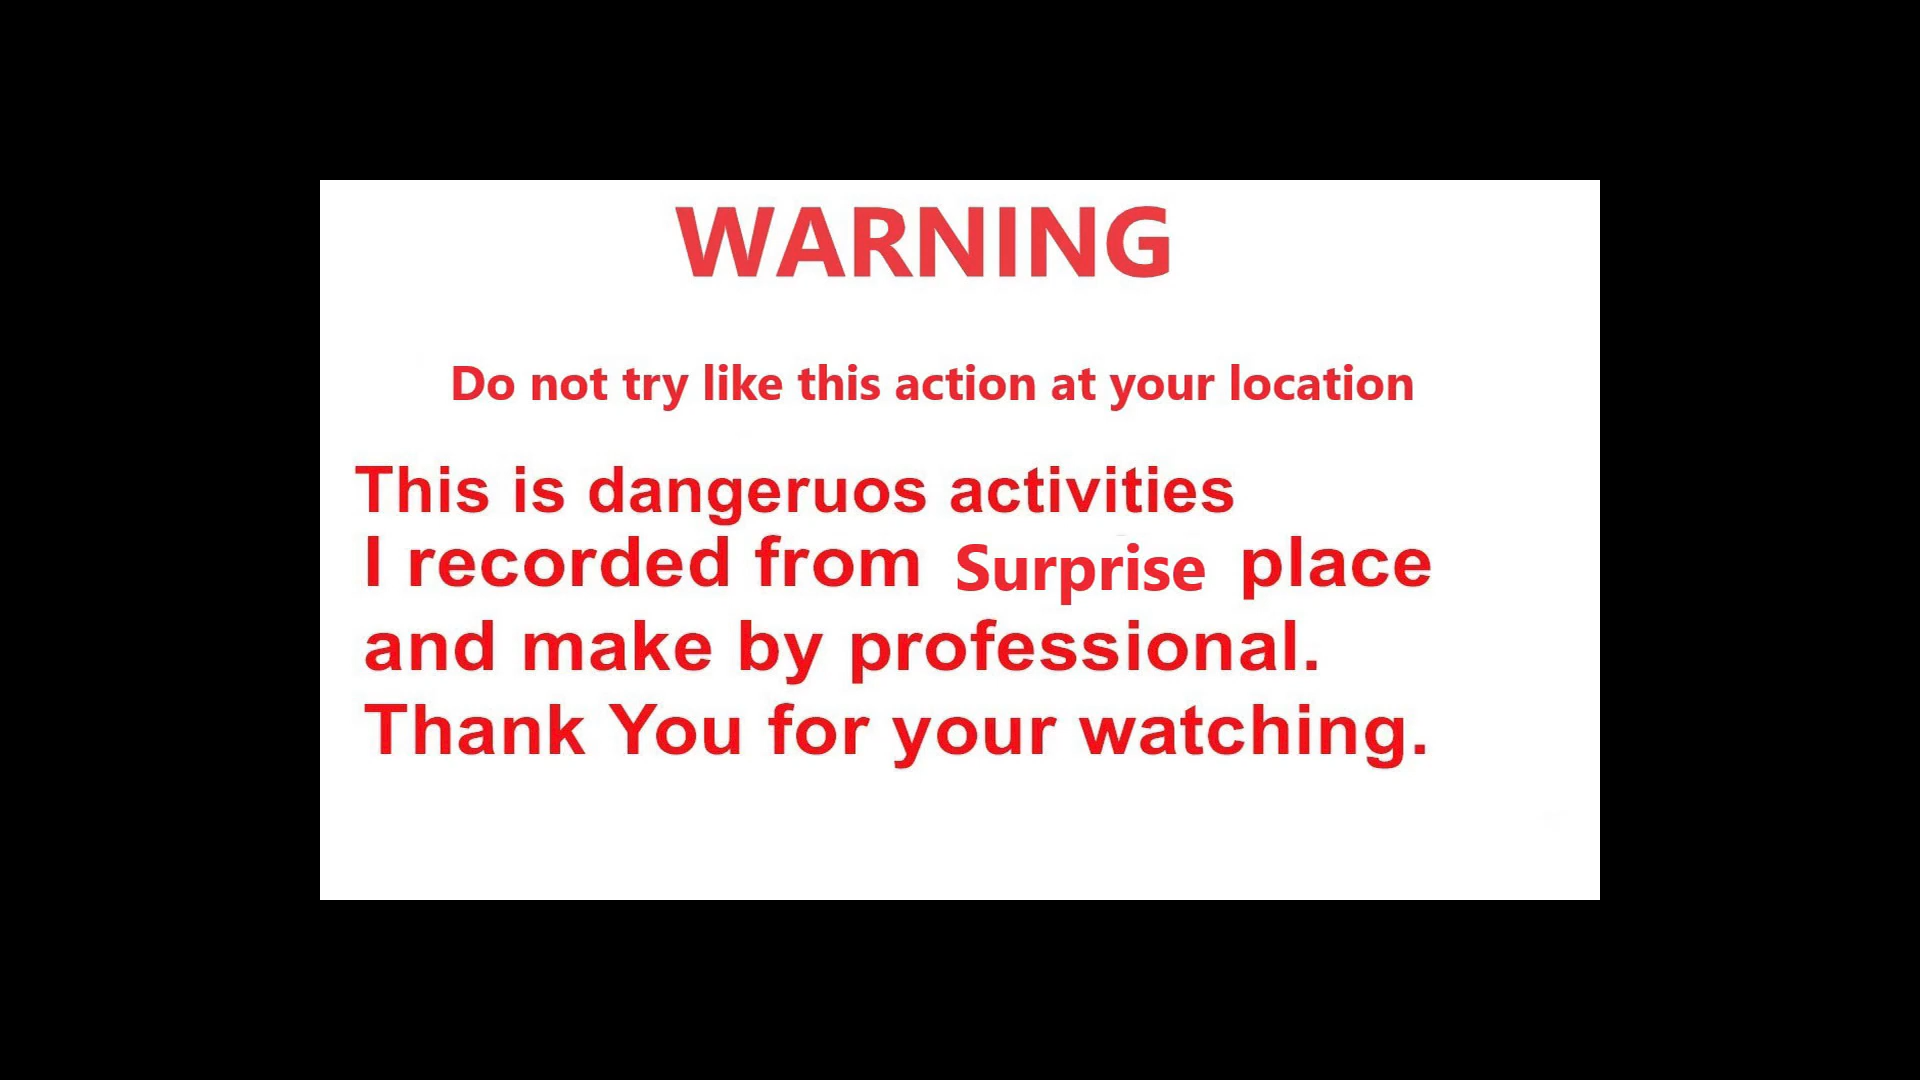 WARNING
Do not try like this action at your location
This is dangeruos activities
I recorded from Surprise place
and make by professional.
Thank You for your watching.